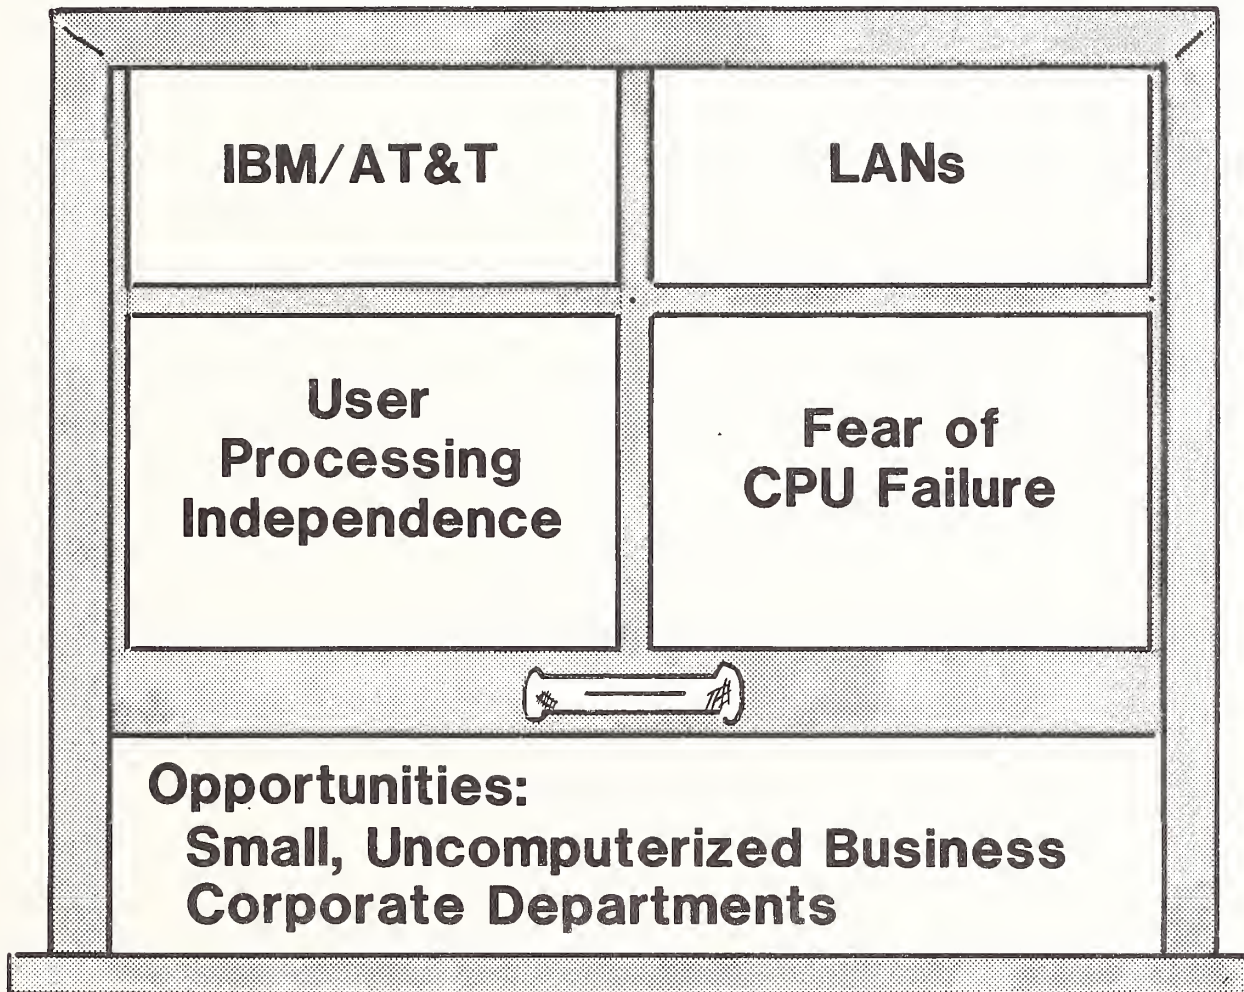 IBM/AT&T
LANs
User
Processing
Independence
Fear of
CPU Failure
Opportunities:
Small, Uncomputerized Business
Corporate Departments